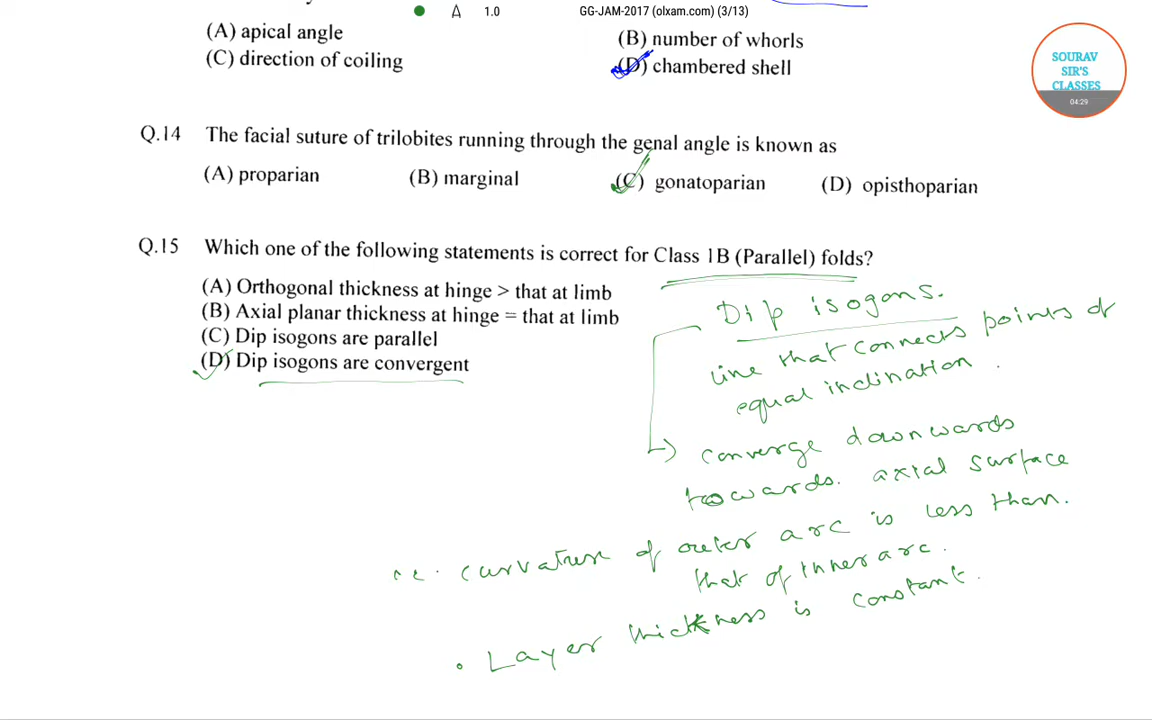 A 1.0 GG-JAM-2017 (olxam.com) (3/13)
(A) apical angle (B) number of whorls
(C) direction of coiling (D) chambered shell
SOURAV
SIR'S
CLASSES
04:29
Q.14 The facial suture of trilobites running through the genal angle is known as
(A) proparian (B) marginal (C) gonatoparian (D) opisthoparian
Q.15 Which one of the following statements is correct for Class 1B (Parallel) folds?
(A) Orthogonal thickness at hinge > that at limb
(B) Axial planar thickness at hinge = that at limb
(C) Dip isogons are parallel
(D) Dip isogons are convergent
Dip isogons.
line that connects points of
equal inclination.
↳ converge downwards
towards. axial surface
curvature of outer arc is less than.
that of inner arc.
. Layer thickness is constant.